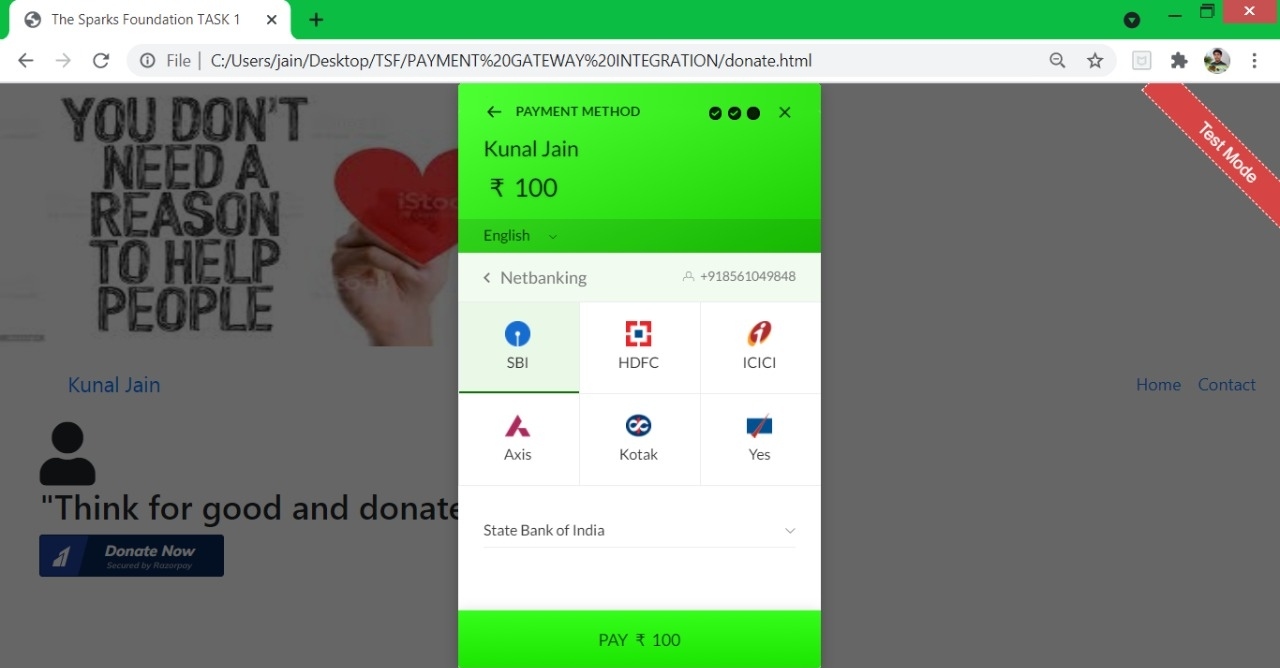 The Sparks Foundation TASK 1
File | C:/Users/jain/Desktop/TSF/PAYMENT%20GATEWAY%20INTEGRATION/donate.html
YOU DON'T
NEED A
REASON
TO HELP
PEOPLE
iStoc
PAYMENT METHOD
Kunal Jain
₹ 100
English
Test Mode
Netbanking
+918561049848
SBI
HDFC
ICICI
Axis
Kotak
Yes
State Bank of India
PAY ₹ 100
Kunal Jain
Home
Contact
"Think for good and donate
Donate Now
Secured by Razorpay